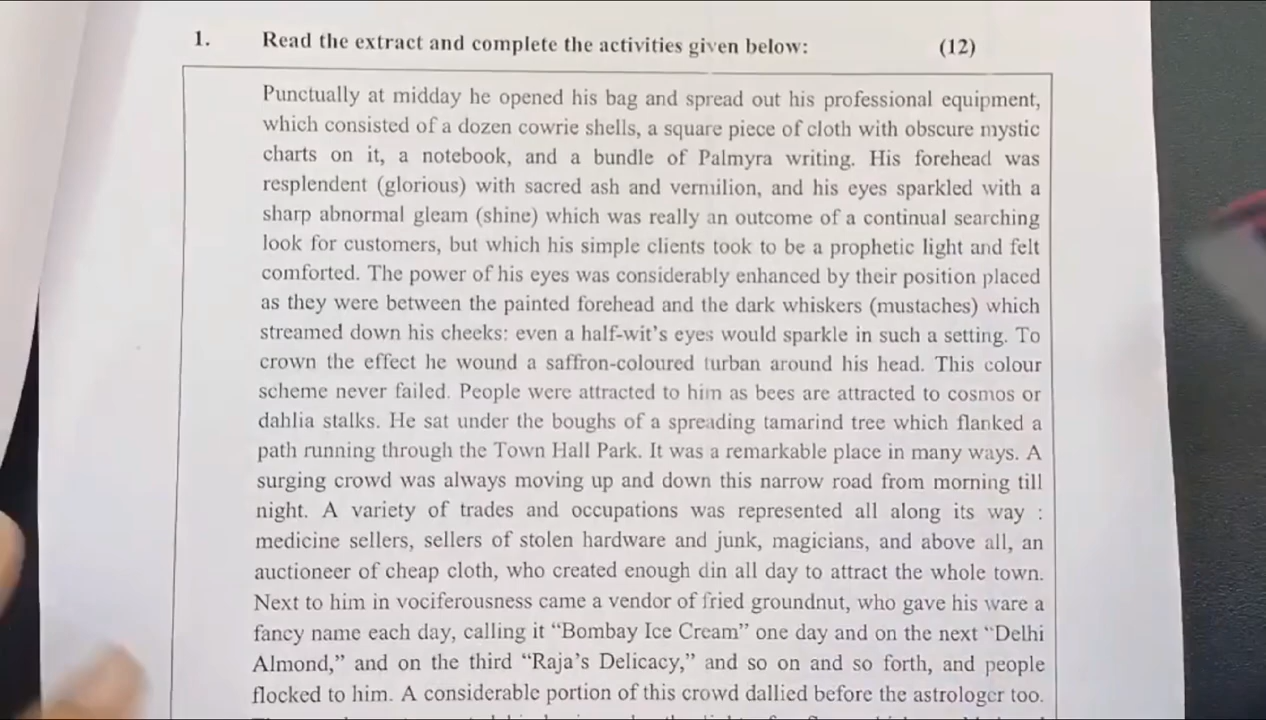 1. Read the extract and complete the activities given below: (12)
Punctually at midday he opened his bag and spread out his professional equipment,
which consisted of a dozen cowrie shells, a square piece of cloth with obscure mystic
charts on it, a notebook, and a bundle of Palmyra writing. His forehead was
resplendent (glorious) with sacred ash and vermilion, and his eyes sparkled with a
sharp abnormal gleam (shine) which was really an outcome of a continual searching
look for customers, but which his simple clients took to be a prophetic light and felt
comforted. The power of his eyes was considerably enhanced by their position placed
as they were between the painted forehead and the dark whiskers (mustaches) which
streamed down his cheeks: even a half-wit's eyes would sparkle in such a setting. To
crown the effect he wound a saffron-coloured turban around his head. This colour
scheme never failed. People were attracted to him as bees are attracted to cosmos or
dahlia stalks. He sat under the boughs of a spreading tamarind tree which flanked a
path running through the Town Hall Park. It was a remarkable place in many ways. A
surging crowd was always moving up and down this narrow road from morning till
night. A variety of trades and occupations was represented all along its way :
medicine sellers, sellers of stolen hardware and junk, magicians, and above all, an
auctioneer of cheap cloth, who created enough din all day to attract the whole town.
Next to him in vociferousness came a vendor of fried groundnut, who gave his ware a
fancy name each day, calling it “Bombay Ice Cream” one day and on the next “Delhi
Almond,” and on the third “Raja's Delicacy,” and so on and so forth, and people
flocked to him. A considerable portion of this crowd dallied before the astrologer too.